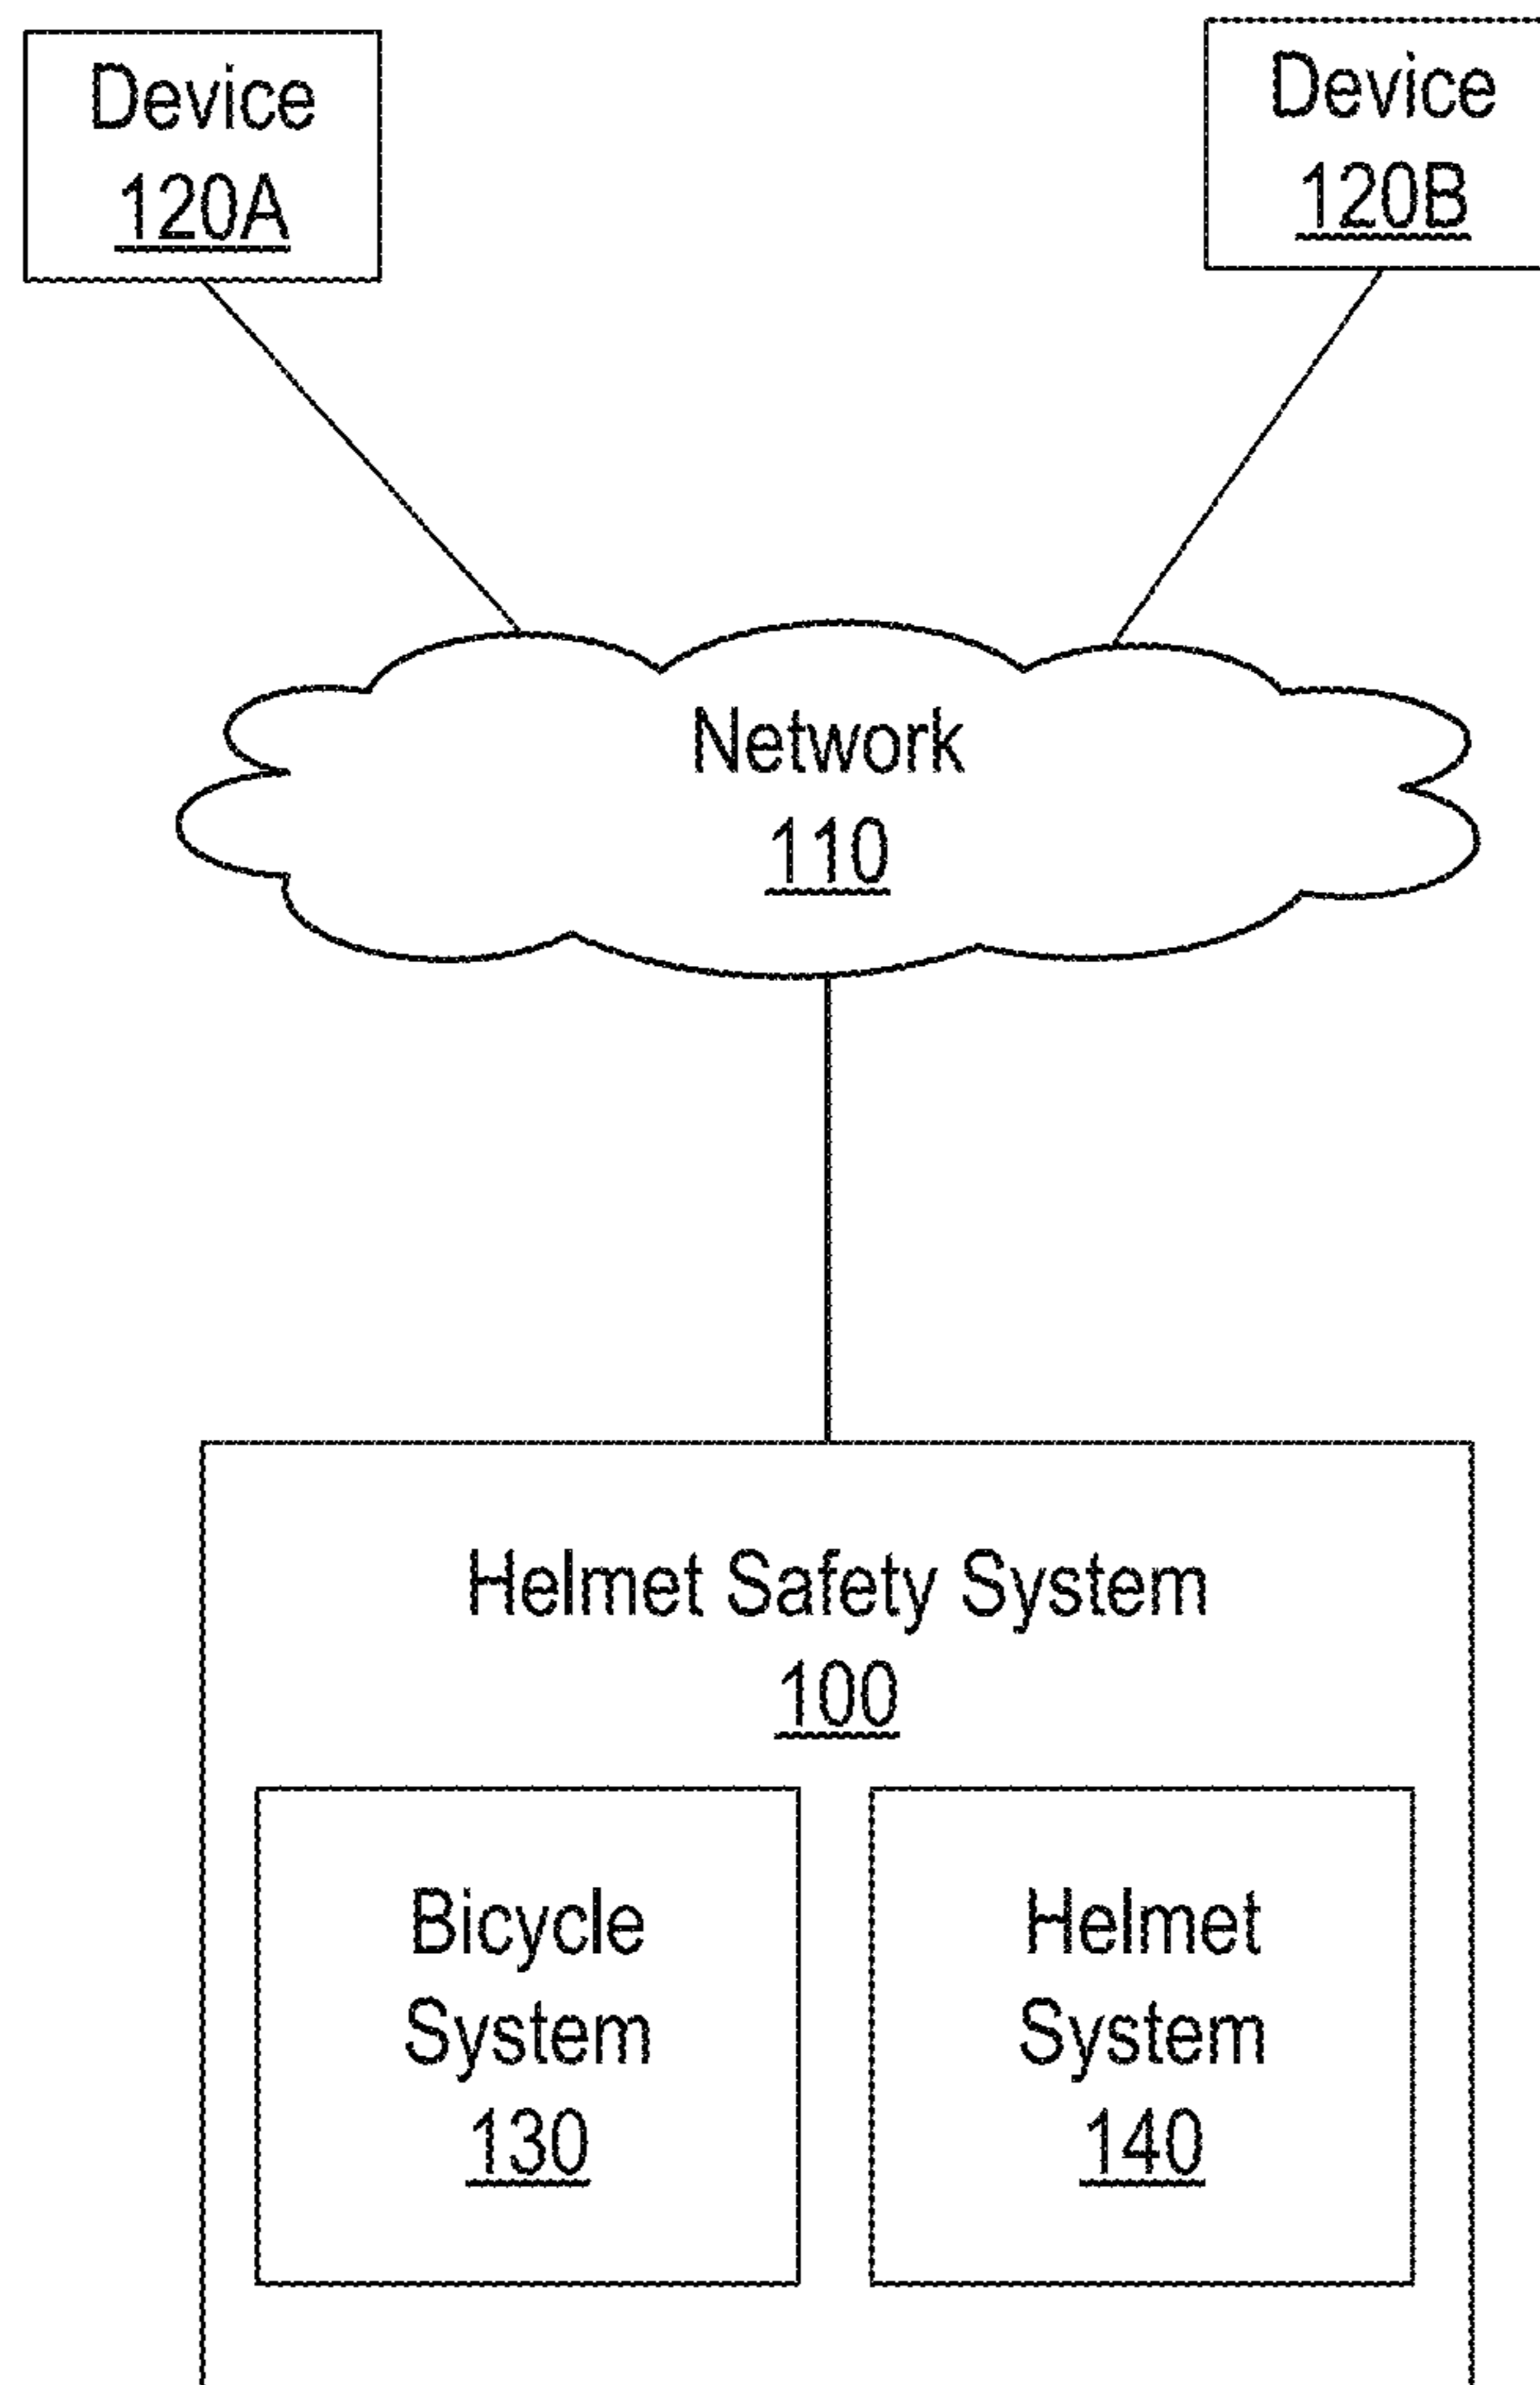 Device
120A
Device
120B
Network
110
Helmet Safety System
100
Bicycle
System
130
Helmet
System
140